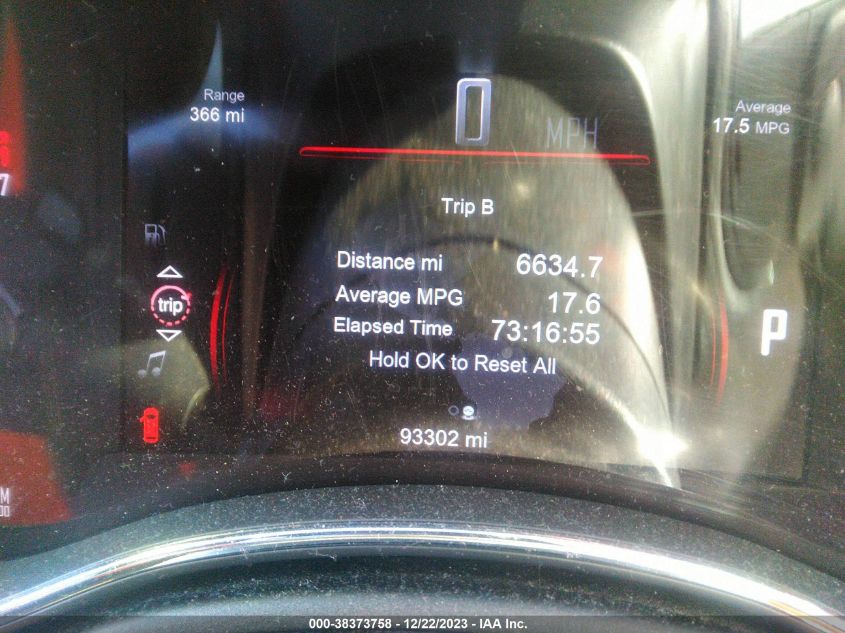 Range
366 mi
0 MPH
Average
17.5 MPG
7
Trip B
Distance mi 6634.7
Average MPG 17.6
trip
Elapsed Time 73:16:55
P
Hold OK to Reset All
93302 mi
000-38373758 - 12/22/2023 - IAA Inc.